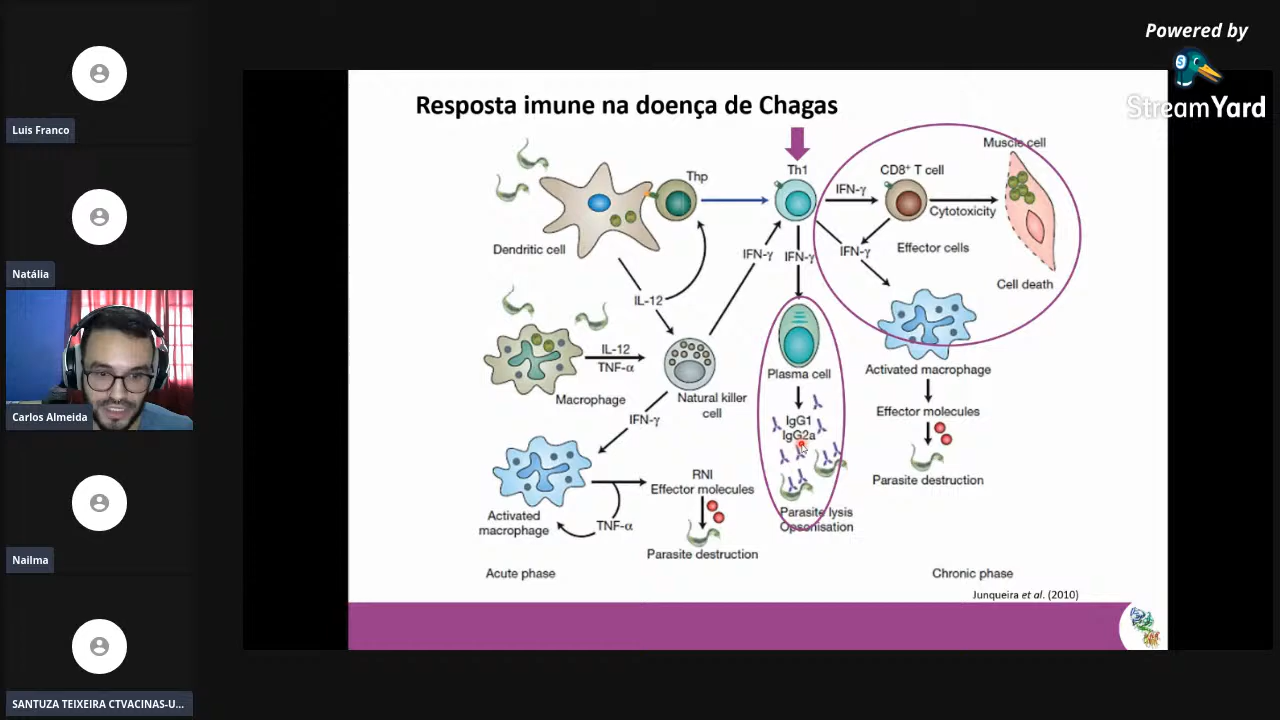 Powered by
StreamYard
Luis Franco
Natália
Carlos Almeida
Nailma
SANTUZA TEIXEIRA CTVACINAS-U...
Resposta imune na doença de Chagas
Muscle cell
Thp
Th1
CD8⁺ T cell
IFN-γ
Cytotoxicity
Dendritic cell
IFN-γ
IFN-γ
IFN-γ
Effector cells
Cell death
IL-12
IL-12
TNF-α
Macrophage
Natural killer
cell
Plasma cell
Activated macrophage
IFN-γ
IgG1
IgG2a
Effector molecules
RNI
Effector molecules
Parasite destruction
Activated
macrophage
TNF-α
Parasite lysis
Opsonisation
Parasite destruction
Acute phase
Chronic phase
Junqueira et al. (2010)